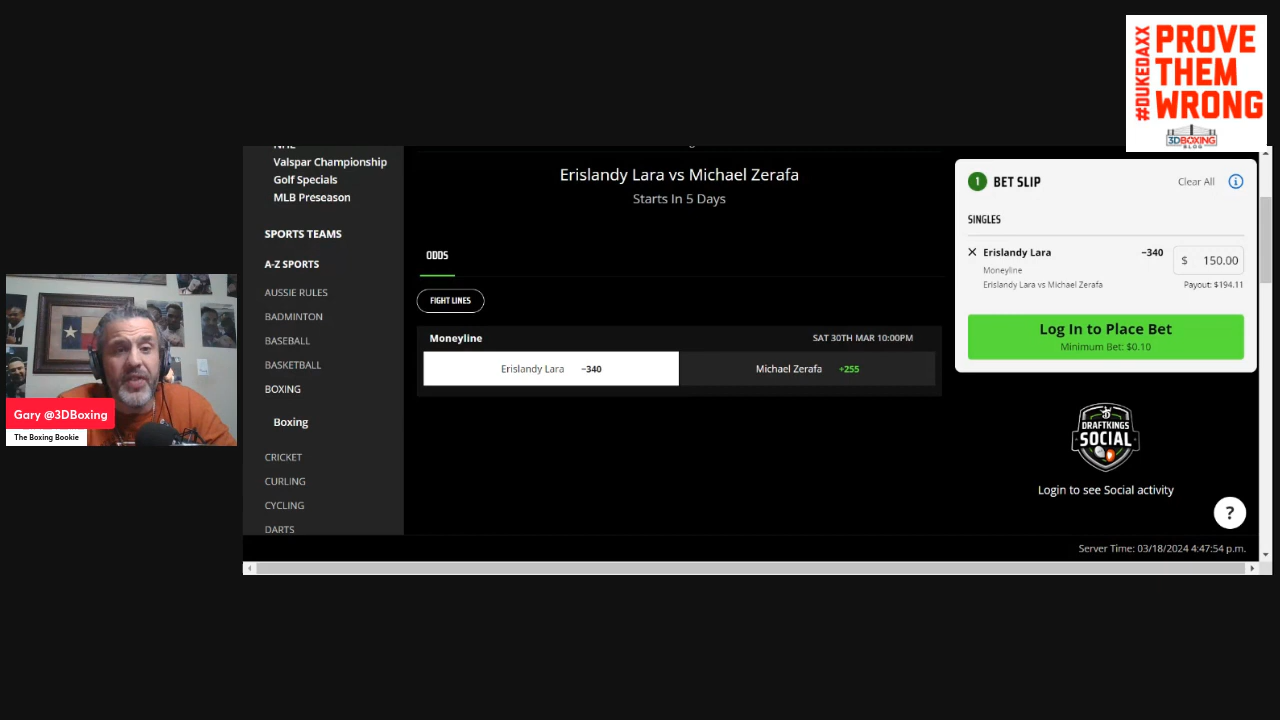 #DUKEDAXX
PROVE
THEM
WRONG
3DBOXING
BLOG
NHL
Valspar Championship
Golf Specials
MLB Preseason
SPORTS TEAMS
A-Z SPORTS
AUSSIE RULES
BADMINTON
BASEBALL
BASKETBALL
BOXING
Boxing
CRICKET
CURLING
CYCLING
DARTS
Erislandy Lara vs Michael Zerafa
Starts In 5 Days
ODDS
FIGHT LINES
Moneyline SAT 30TH MAR 10:00PM
Erislandy Lara −340 Michael Zerafa +255
1 BET SLIP Clear All
SINGLES
Erislandy Lara −340 $ 150.00
Moneyline
Erislandy Lara vs Michael Zerafa Payout: $194.11
Log In to Place Bet
Minimum Bet: $0.10
DRAFTKINGS
SOCIAL
Login to see Social activity
?
Server Time: 03/18/2024 4:47:54 p.m.
Gary @3DBoxing
The Boxing Bookie